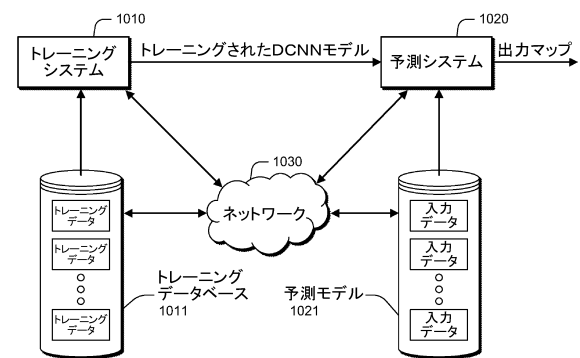 1010
1020
トレーニング
システム
トレーニングされたDCNNモデル
予測システム
出力マップ
1030
ネットワーク
トレーニング
データ
トレーニング
データ
トレーニング
データ
トレーニング
データベース
1011
入力
データ
入力
データ
入力
データ
予測モデル
1021